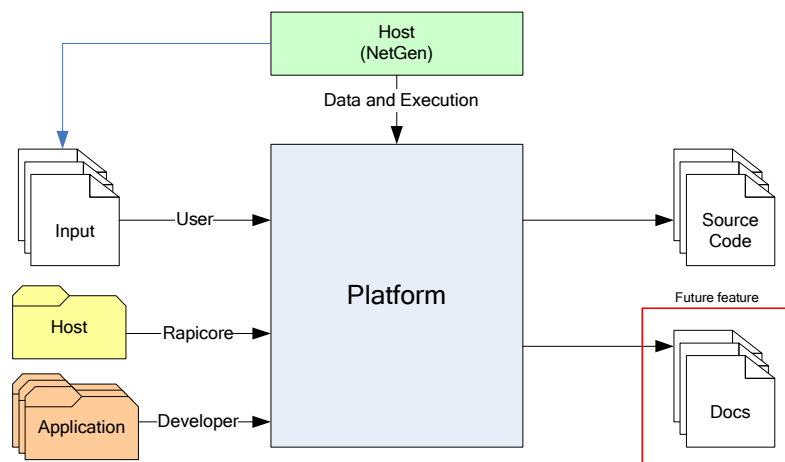 Host
(NetGen)
Data and Execution
Input
User
Source
Code
Platform
Future feature
Host
Rapicore
Application
Developer
Docs